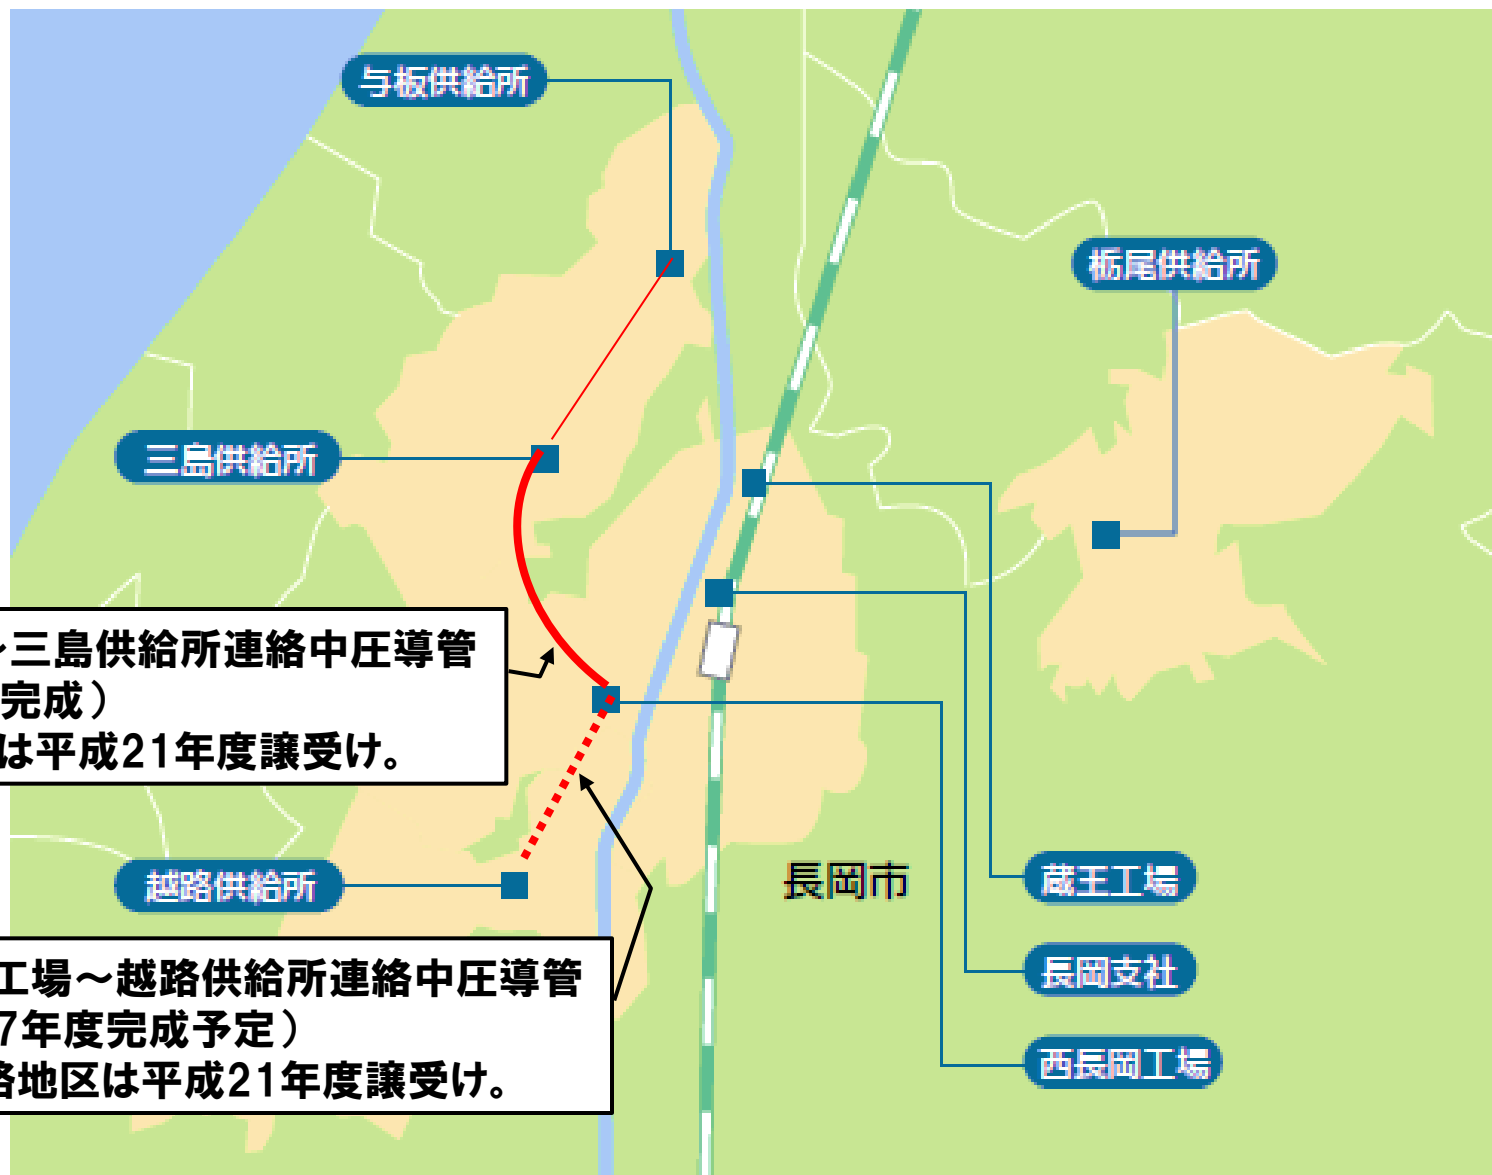 与板供給所
栃尾供給所
三島供給所
～三島供給所連絡中圧導管
完成）
は平成21年度譲受け。
越路供給所
長岡市
蔵王工場
工場～越路供給所連絡中圧導管
7年度完成予定）
路地区は平成21年度譲受け。
長岡支社
西長岡工場